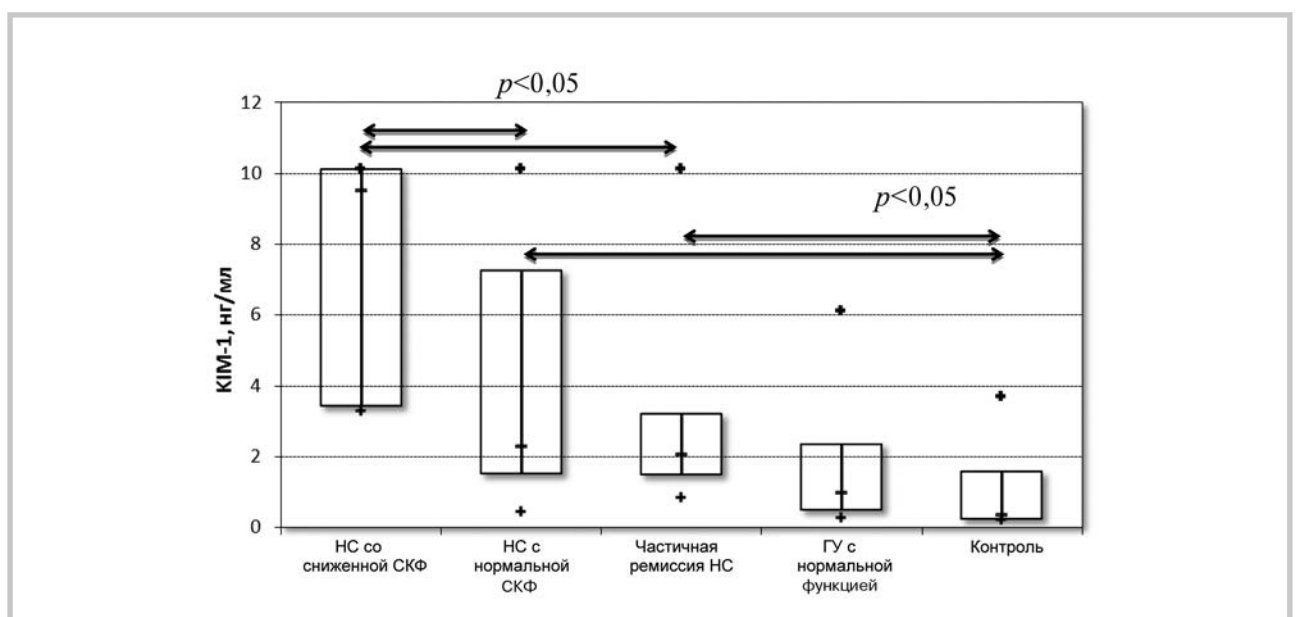 p<0,05
12
10
p<0,05
8
6
4
2
0
KIM-1, нг/мл
НС со
сниженной СКФ
НС с
нормальной
СКФ
Частичная
ремиссия НС
ГУ с
нормальной
функцией
Контроль